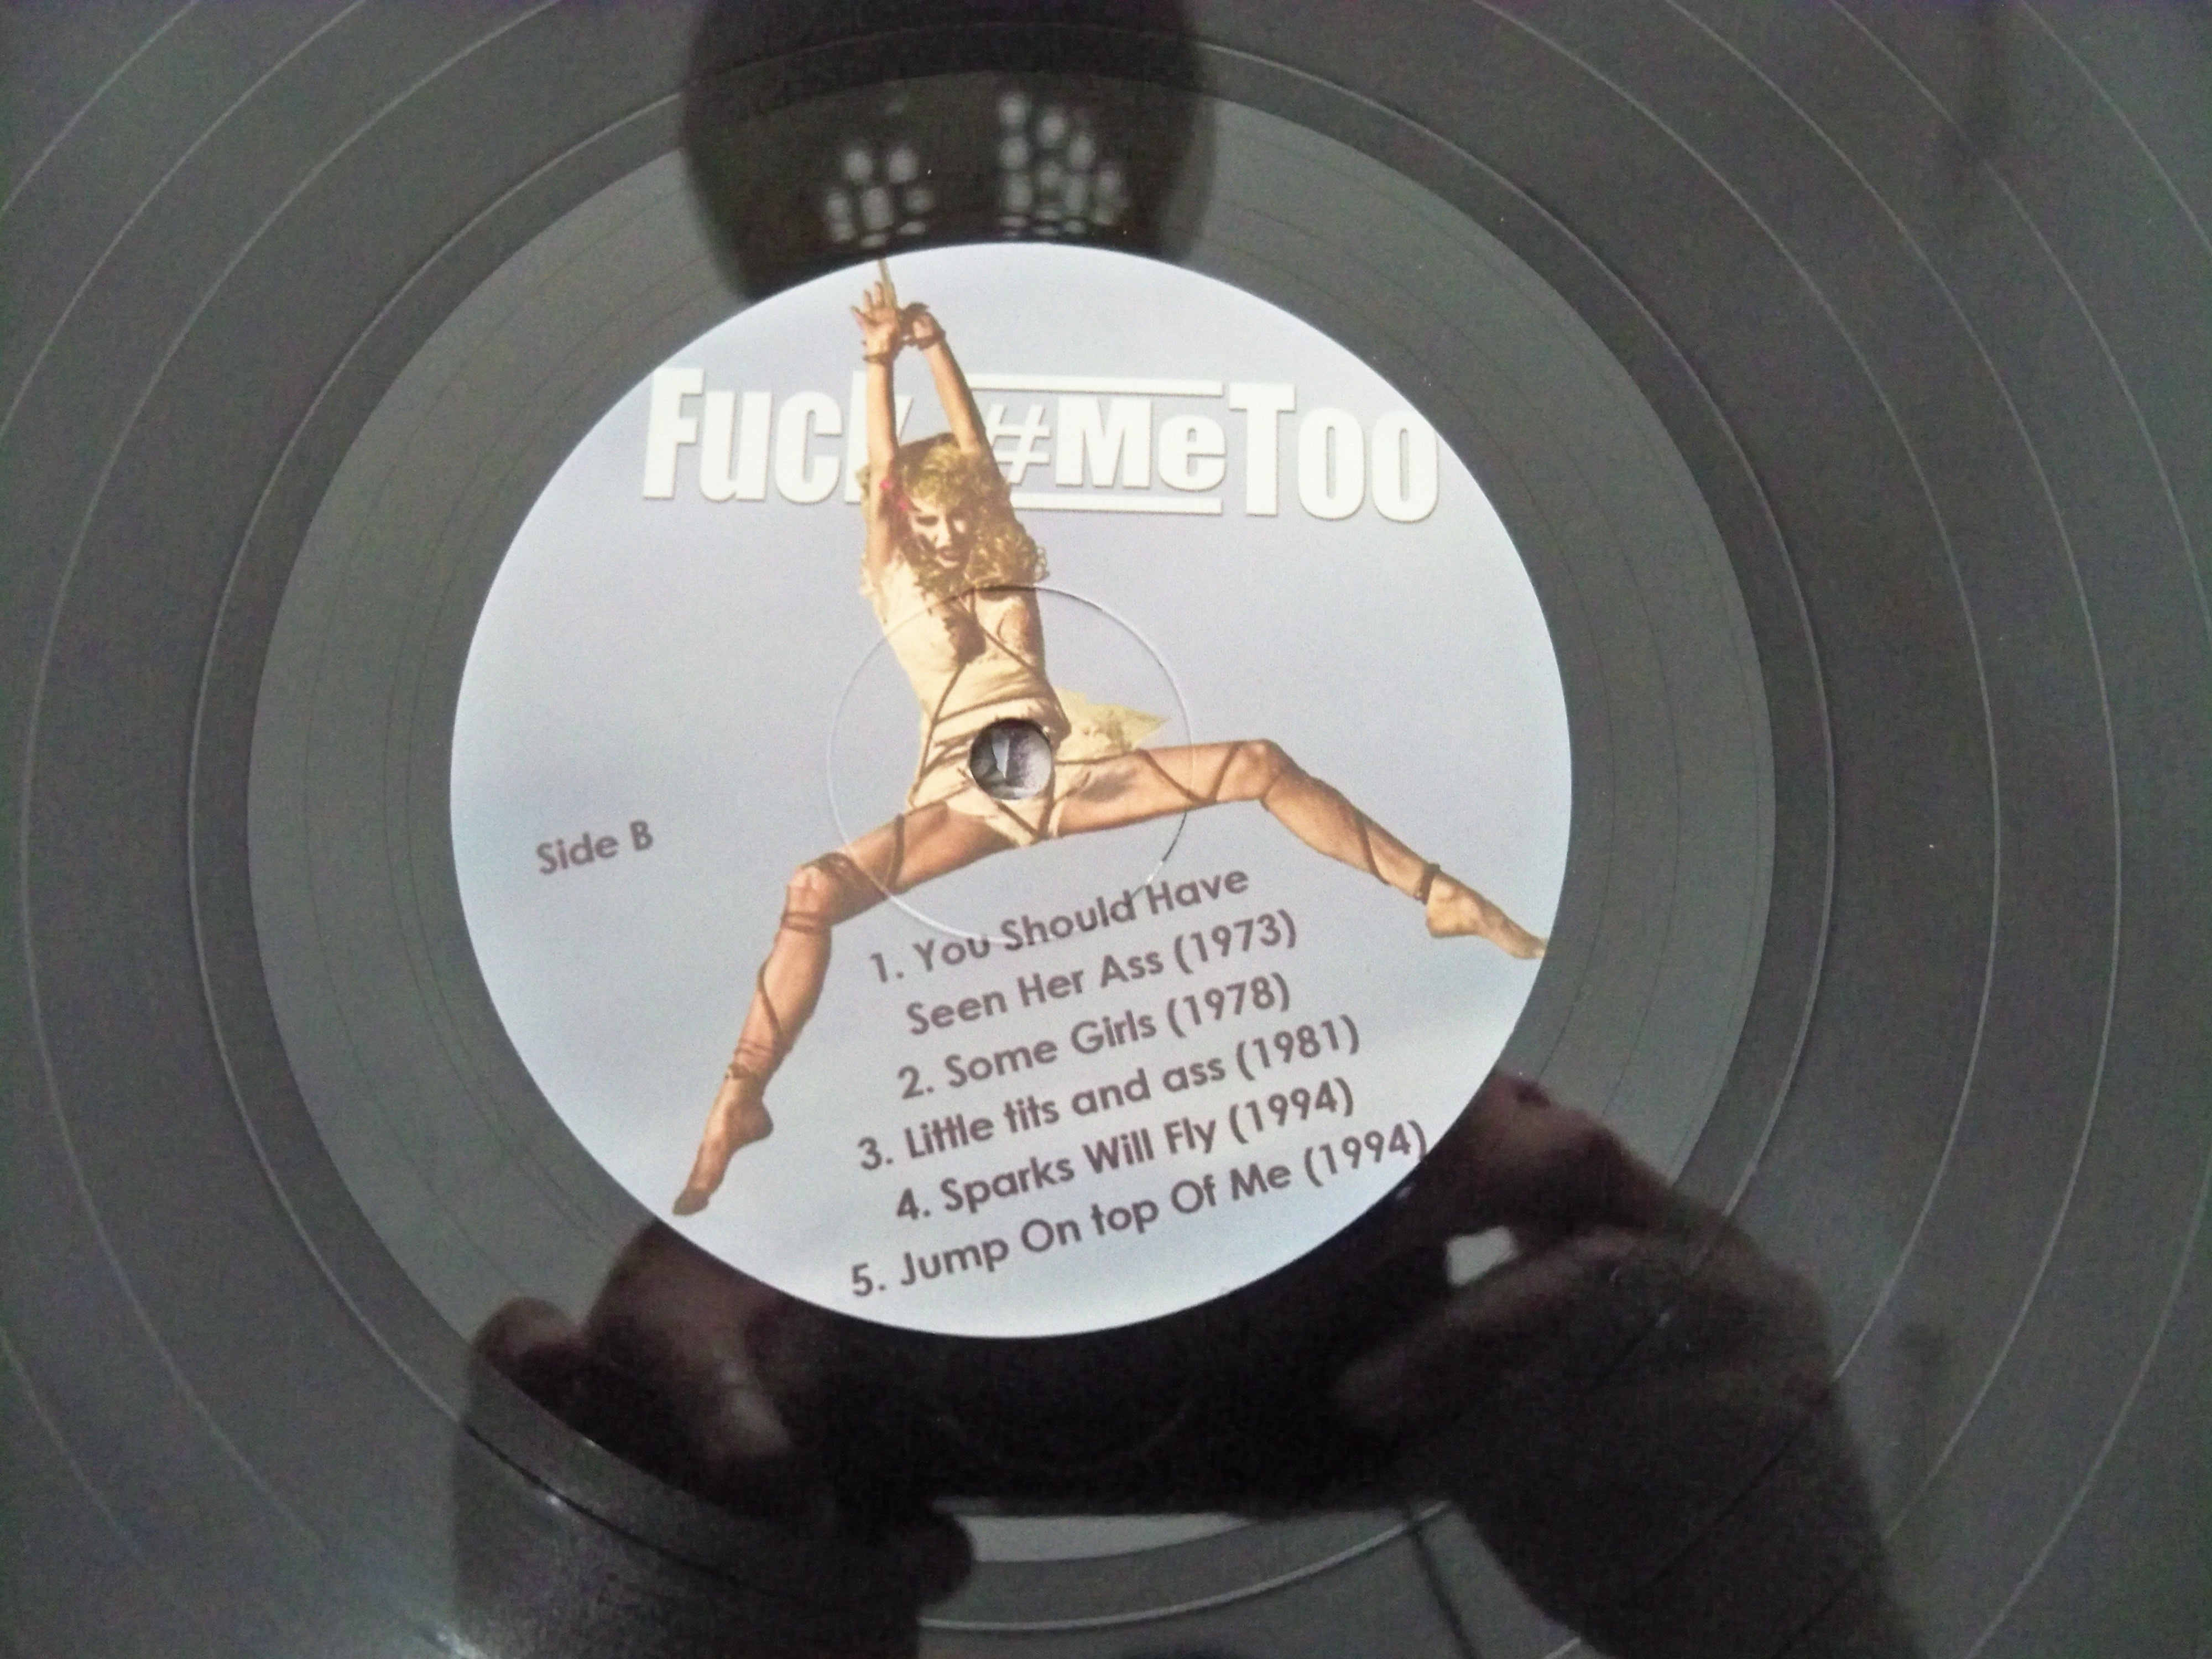 Fuck #MeToo
Side B
1. You Should Have
Seen Her Ass (1973)
2. Some Girls (1978)
3. Little tits and ass (1981)
4. Sparks Will Fly (1994)
5. Jump On top Of Me (1994)